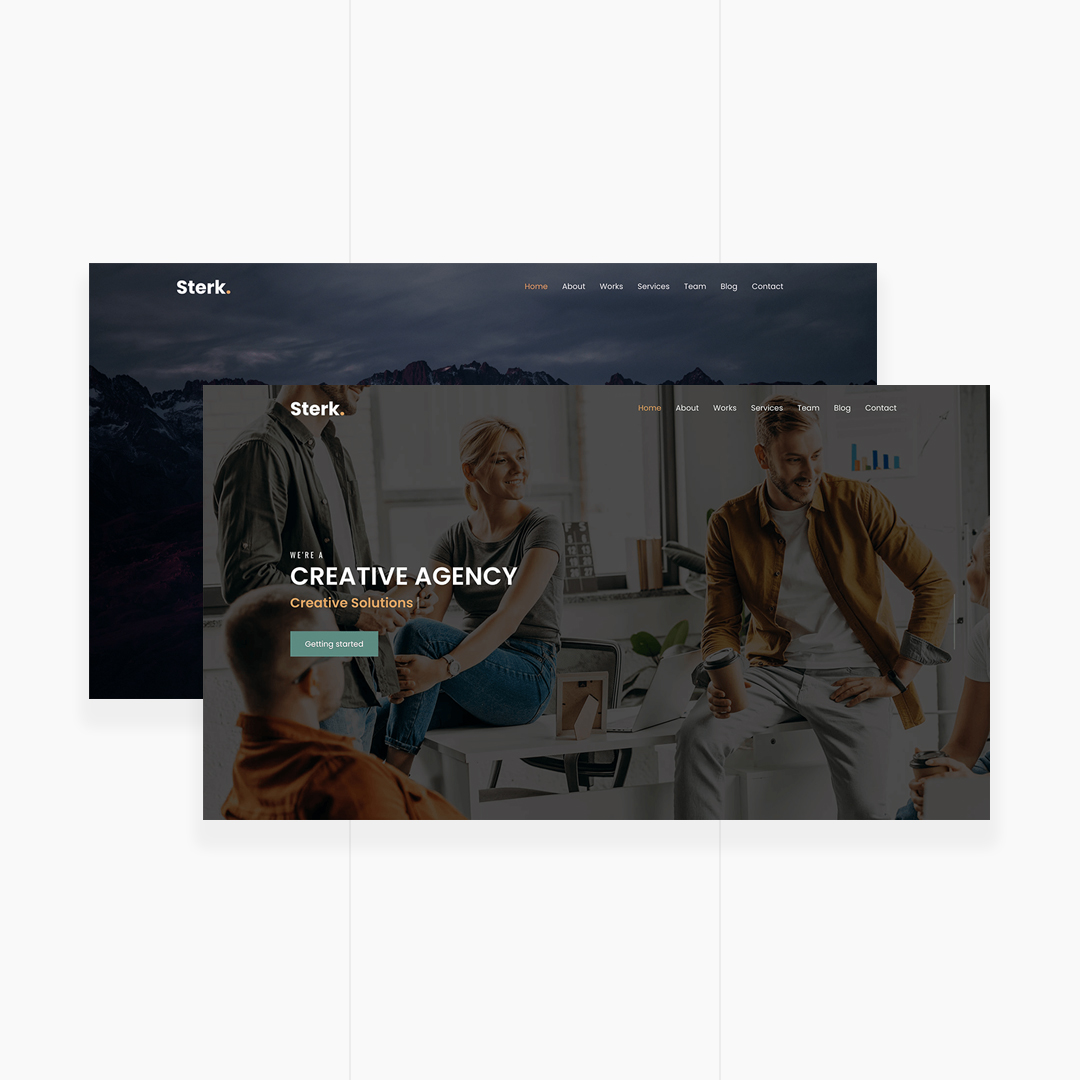 Sterk.
Home About Works Services Team Blog Contact
Sterk.
Home About Works Services Team Blog Contact
WE'RE A
CREATIVE AGENCY
Creative Solutions
Getting started